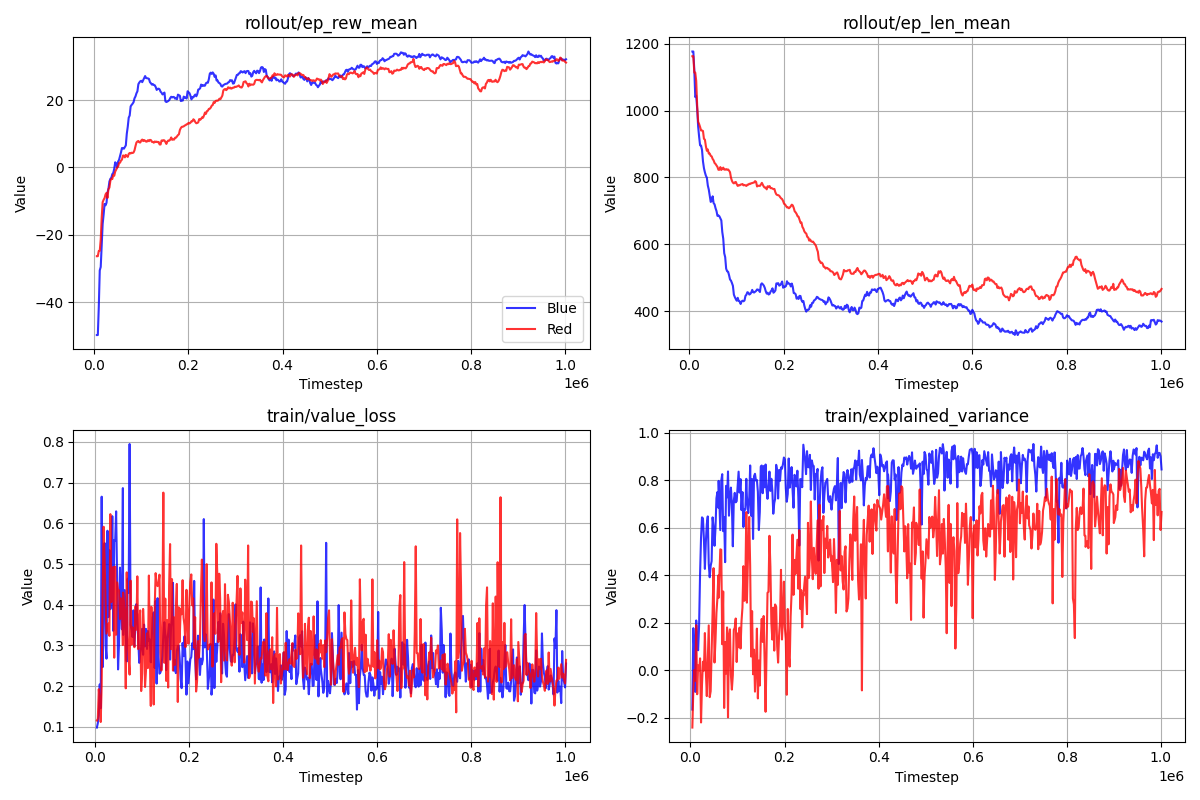 rollout/ep_rew_mean
Value
20
0
−20
−40
0.0 0.2 0.4 0.6 0.8 1.0
1e6
Timestep
Blue
Red
rollout/ep_len_mean
Value
1200
1000
800
600
400
0.0 0.2 0.4 0.6 0.8 1.0
1e6
Timestep
train/value_loss
Value
0.8
0.7
0.6
0.5
0.4
0.3
0.2
0.1
0.0 0.2 0.4 0.6 0.8 1.0
1e6
Timestep
train/explained_variance
Value
1.0
0.8
0.6
0.4
0.2
0.0
−0.2
0.0 0.2 0.4 0.6 0.8 1.0
1e6
Timestep